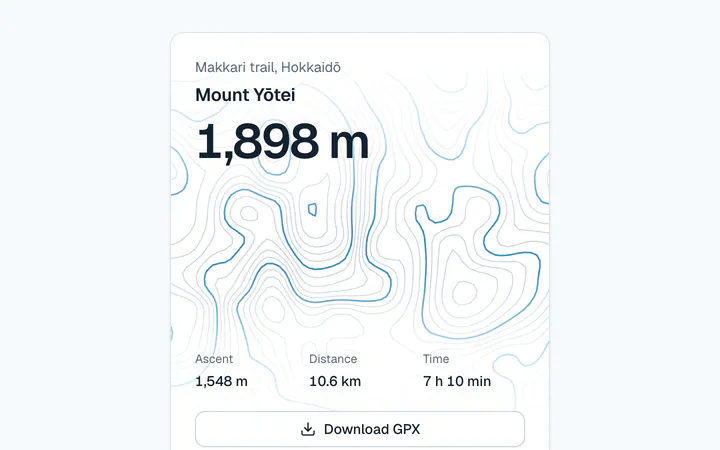 Makkari trail, Hokkaidō
Mount Yōtei
1,898 m
Ascent
Distance
Time
1,548 m
10.6 km
7 h 10 min
Download GPX